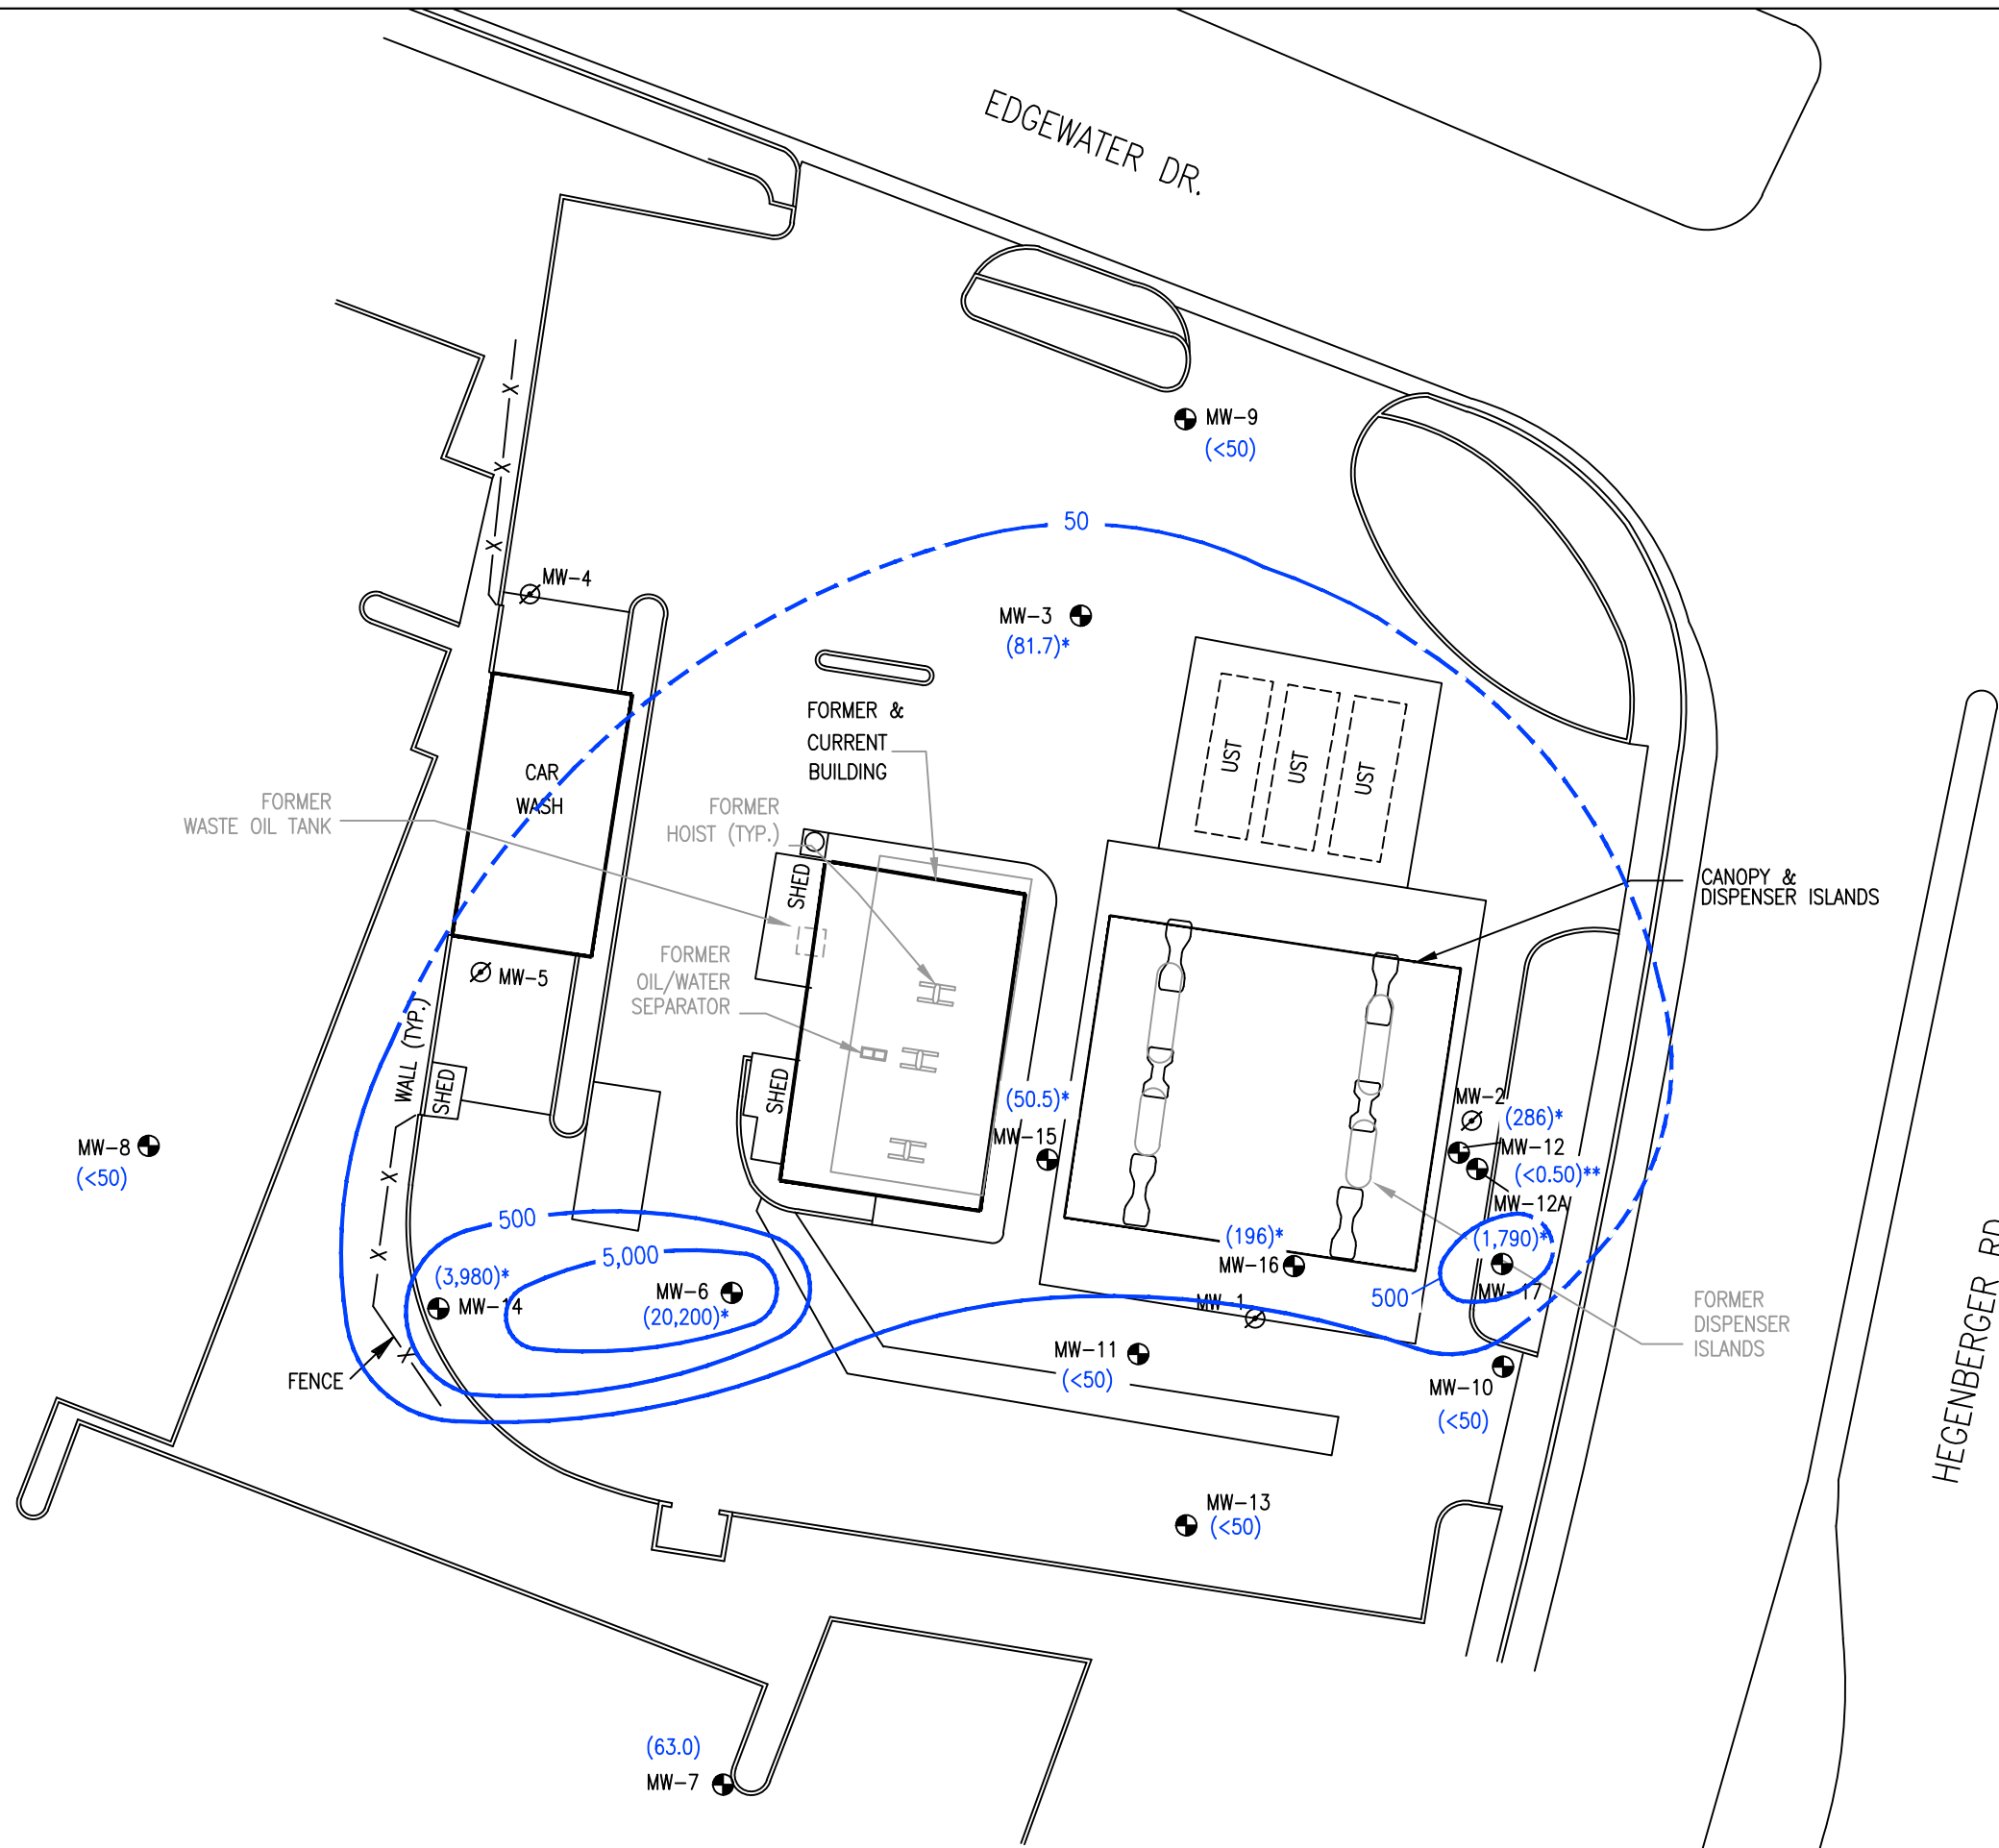 EDGEWATER DR.
MW-9
(<50)
50
MW-4
MW-3
(81.7)*
FORMER &
CURRENT
BUILDING
UST
UST
UST
CAR
WASH
FORMER
WASTE OIL TANK
FORMER
HOIST (TYP.)
SHED
CANOPY &
DISPENSER ISLANDS
FORMER
OIL/WATER
SEPARATOR
MW-5
WALL (TYP.)
SHED
SHED
(50.5)*
MW-15
MW-2
(286)*
MW-12
(<0.50)**
MW-12A
MW-8
(<50)
500
5,000
(3,980)*
MW-14
MW-6
(20,200)*
(196)*
MW-16
(1,790)*
MW-17
500
MW-1
FORMER
DISPENSER
ISLANDS
HEGENBERGER RD
FENCE
MW-11
(<50)
MW-10
(<50)
MW-13
(<50)
(63.0)
MW-7
X
X
X
X
X
X